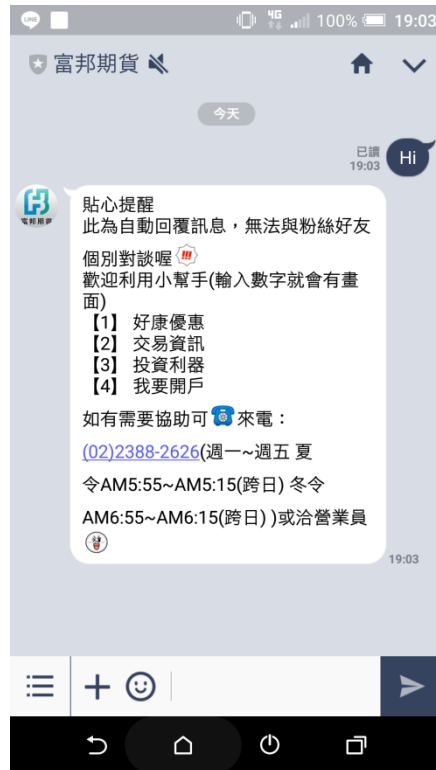 LINE
4G 100% 19:03
富邦期貨
今天
已讀
19:03
Hi
富邦期貨
貼心提醒
此為自動回覆訊息,無法與粉絲好友
個別對談喔!!!
歡迎利用小幫手(輸入數字就會有畫
面)
【1】 好康優惠
【2】 交易資訊
【3】 投資利器
【4】 我要開戶
如有需要協助可來電:
(02)2388-2626(週一~週五 夏
令AM5:55~AM5:15(跨日) 冬令
AM6:55~AM6:15(跨日) )或洽營業員
19:03